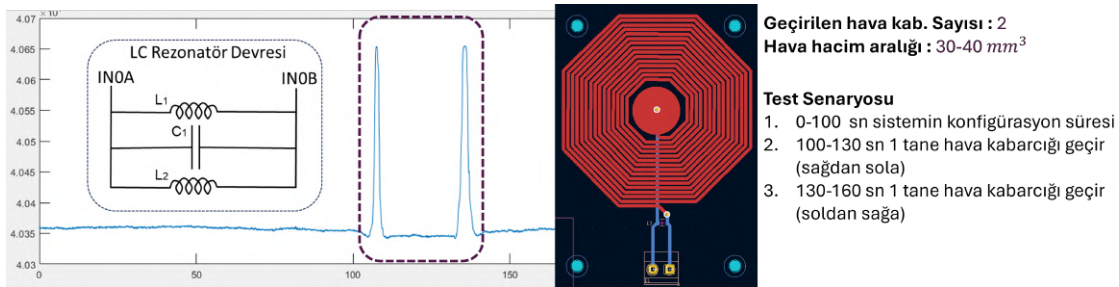 4.07
4.065
4.06
4.055
4.05
4.045
4.04
4.035
4.03
0
50
100
150
LC Rezonatör Devresi
IN0A
IN0B
L1
C1
L2
Geçirilen hava kab. Sayısı : 2
Hava hacim aralığı : 30-40 mm³
Test Senaryosu
1. 0-100 sn sistemin konfigürasyon süresi
2. 100-130 sn 1 tane hava kabarcığı geçir
(sağdan sola)
3. 130-160 sn 1 tane hava kabarcığı geçir
(soldan sağa)